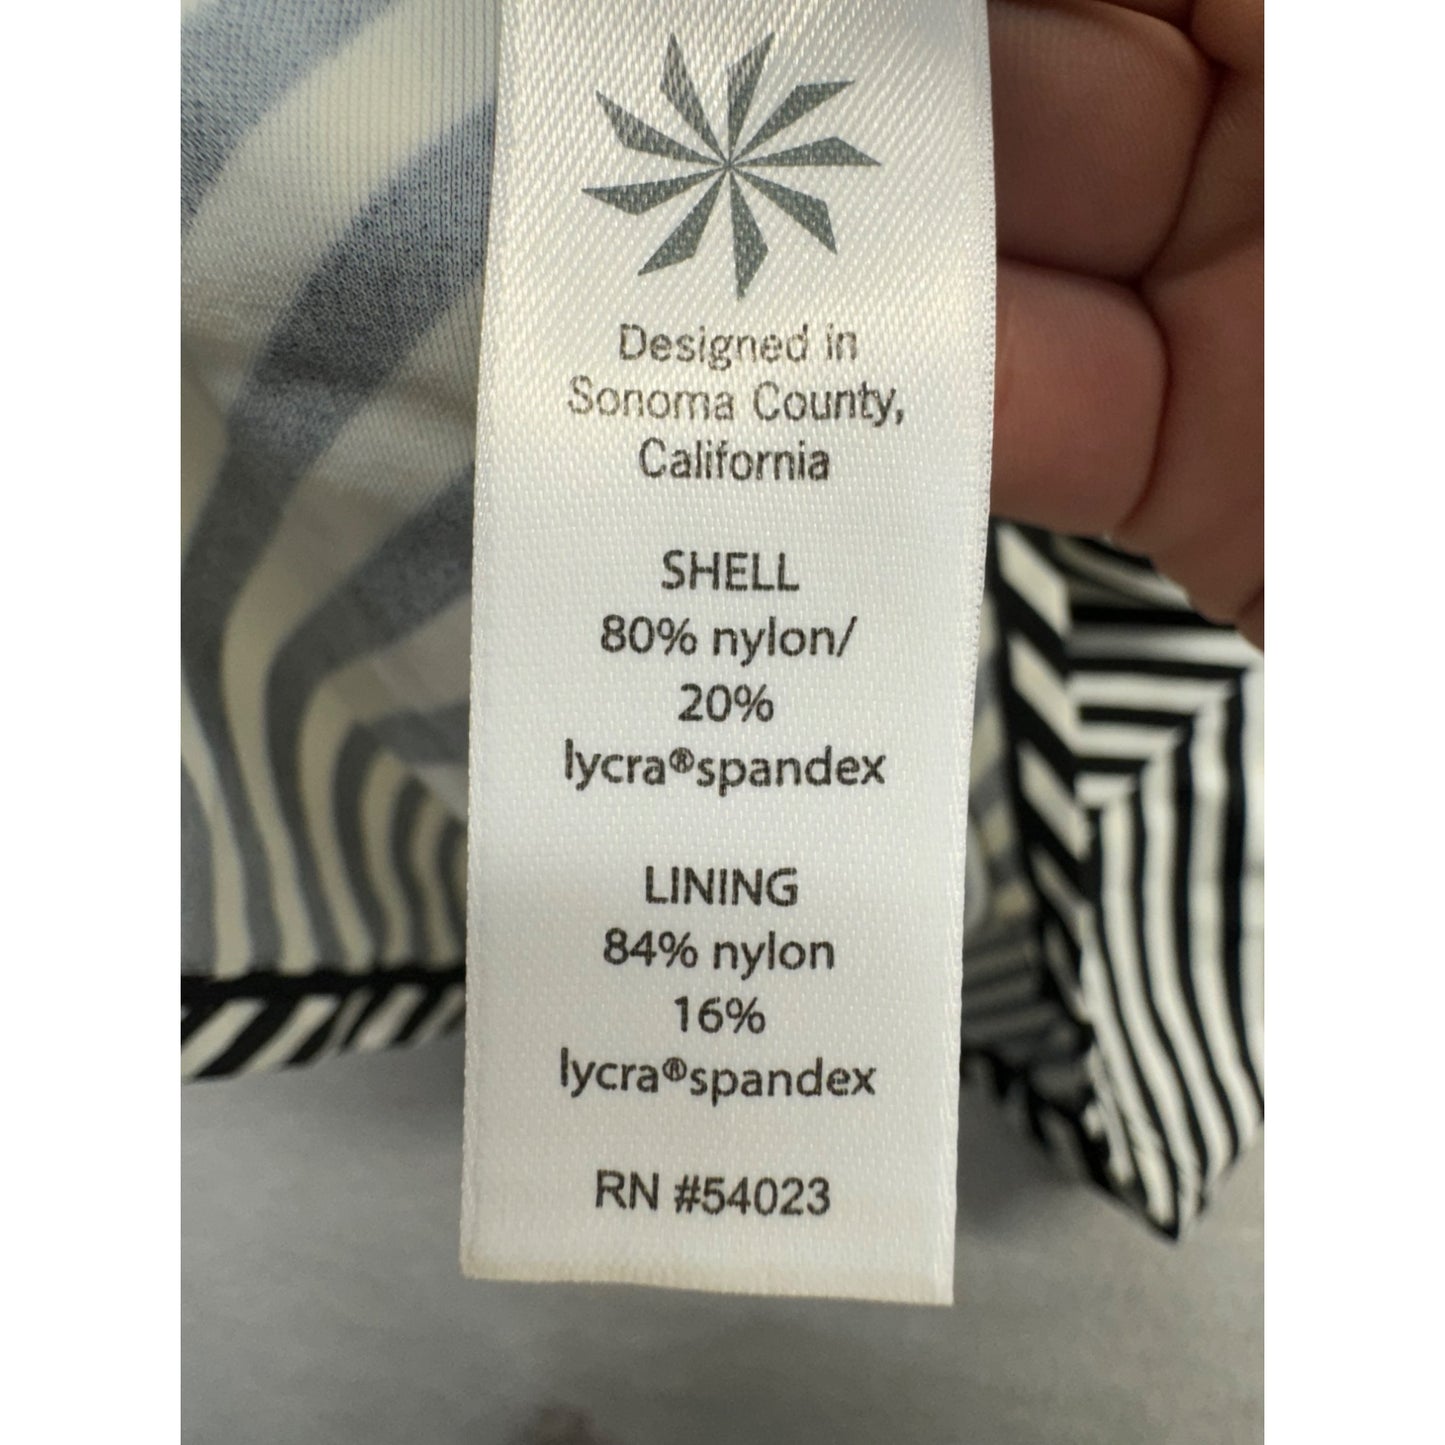 Designed in
Sonoma County,
California
SHELL
80% nylon/
20%
lycra®spandex
LINING
84% nylon
16%
lycra®spandex
RN #54023